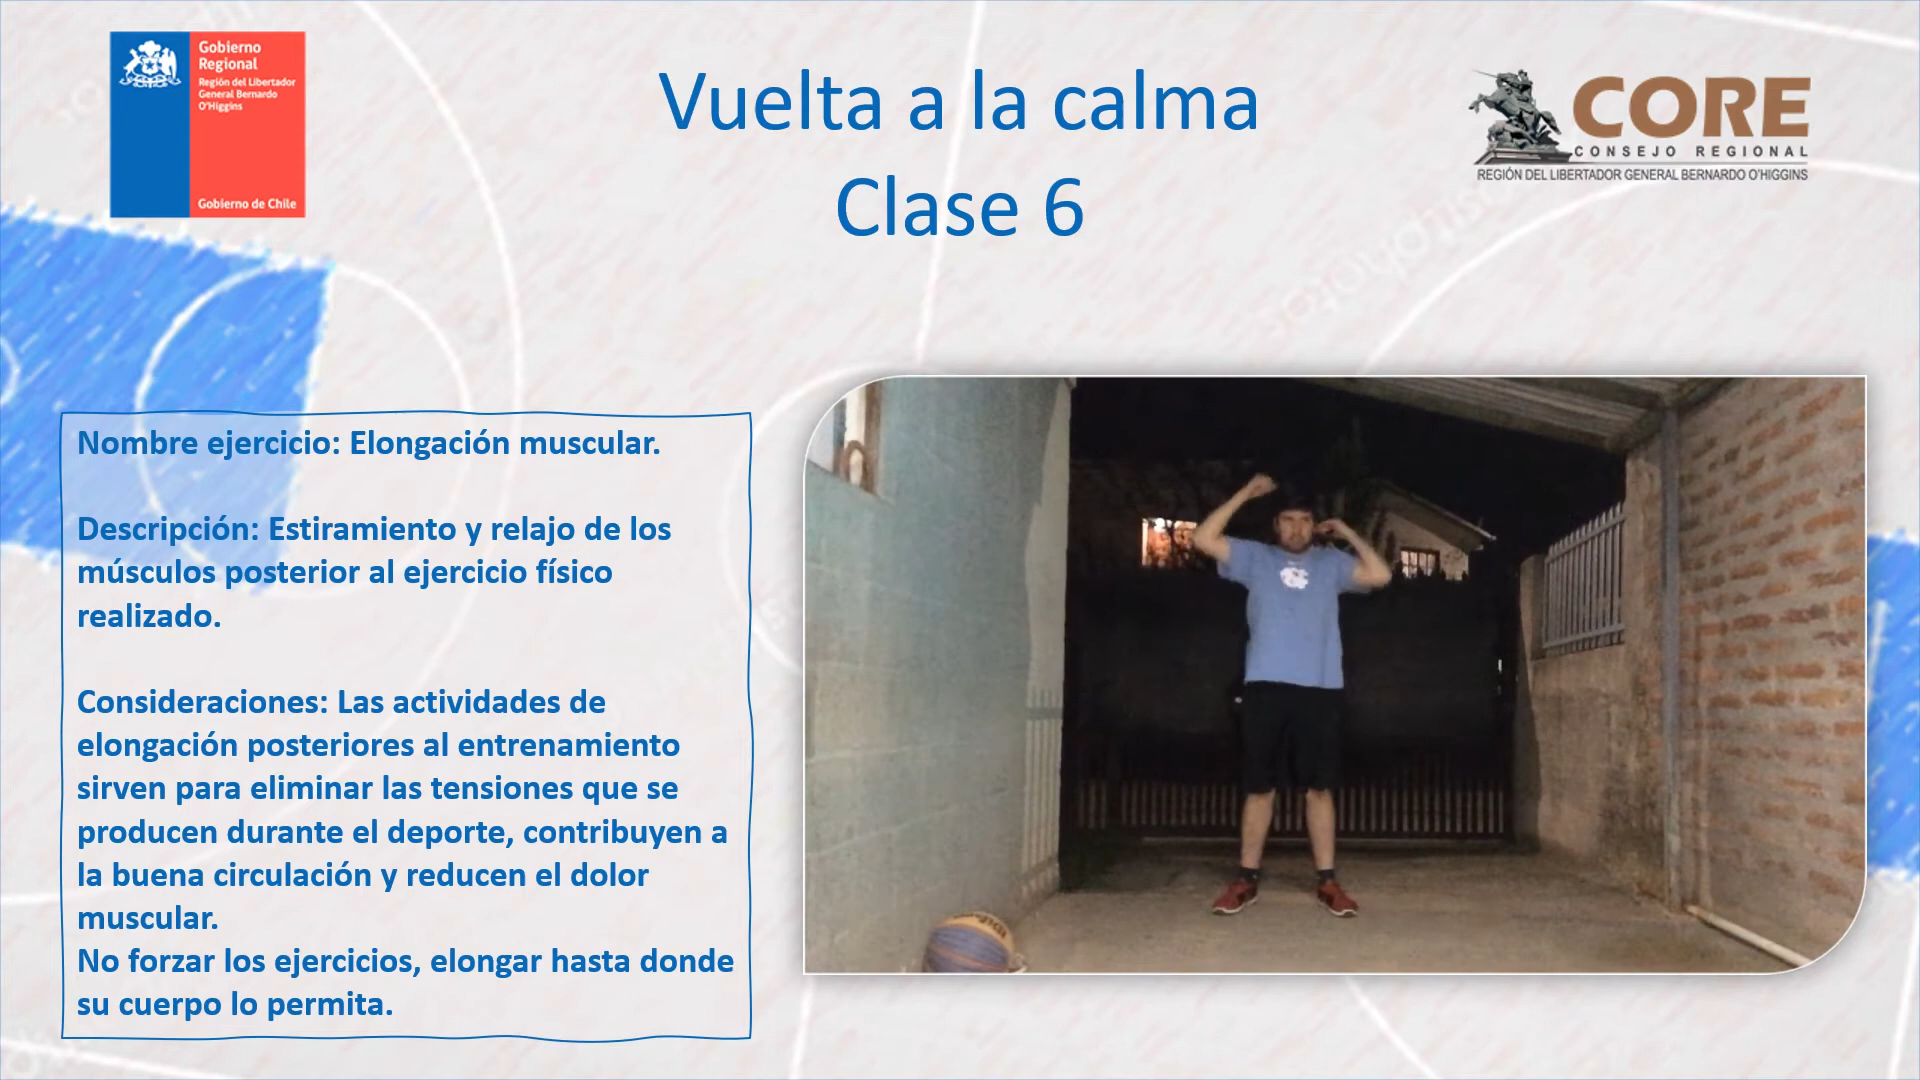 Gobierno
Regional
Región del Libertador
General Bernardo
O'Higgins
Gobierno de Chile
Vuelta a la calma
Clase 6
CORE
CONSEJO REGIONAL
REGIÓN DEL LIBERTADOR GENERAL BERNARDO O'HIGGINS
Nombre ejercicio: Elongación muscular.
Descripción: Estiramiento y relajo de los
músculos posterior al ejercicio físico
realizado.
Consideraciones: Las actividades de
elongación posteriores al entrenamiento
sirven para eliminar las tensiones que se
producen durante el deporte, contribuyen a
la buena circulación y reducen el dolor
muscular.
No forzar los ejercicios, elongar hasta donde
su cuerpo lo permita.